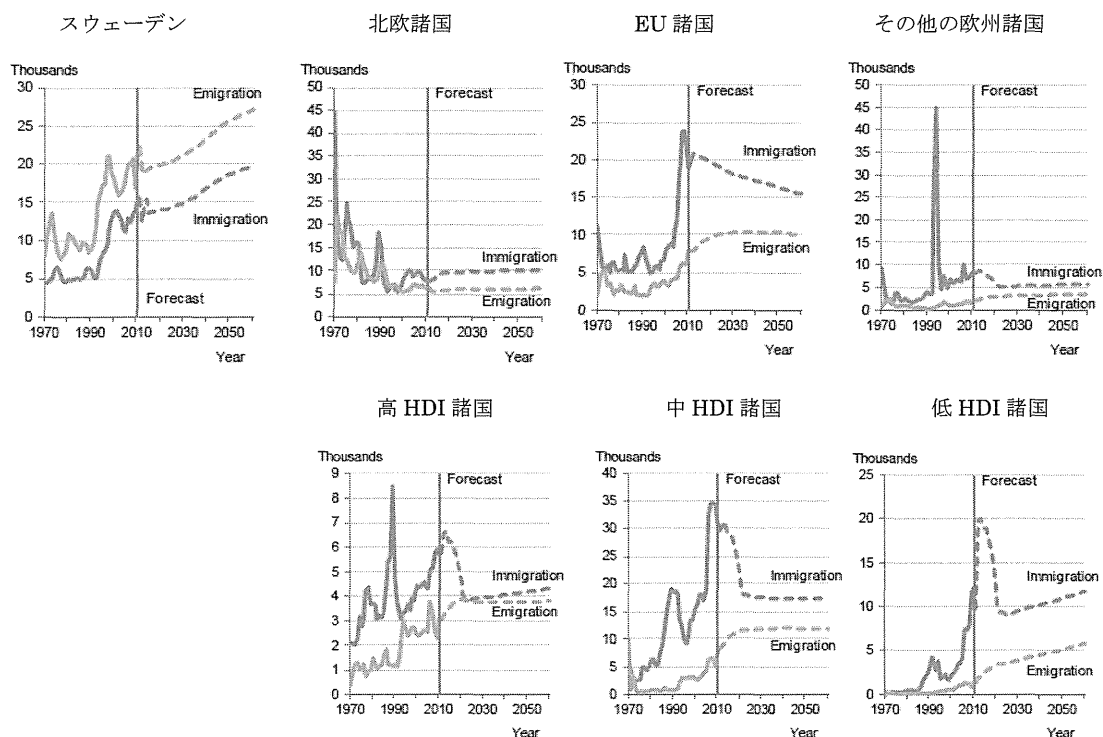 スウェーデン
北欧諸国
EU 諸国
その他の欧州諸国
Thousands
30
25
20
15
10
5
0
Emigration
Immigration
Forecast
1970 1990 2010 2030 2050
Year
Thousands
50
45
40
35
30
25
20
15
10
5
0
Forecast
Immigration
Emigration
1970 1990 2010 2030 2050
Year
Thousands
30
25
20
15
10
5
0
Forecast
Immigration
Emigration
1970 1990 2010 2030 2050
Year
Thousands
50
45
40
35
30
25
20
15
10
5
0
Forecast
Immigration
Emigration
1970 1990 2010 2030 2050
Year
高 HDI 諸国
中 HDI 諸国
低 HDI 諸国
Thousands
9
8
7
6
5
4
3
2
1
0
Forecast
Immigration
Emigration
1970 1990 2010 2030 2050
Year
Thousands
40
35
30
25
20
15
10
5
0
Forecast
Immigration
Emigration
1970 1990 2010 2030 2050
Year
Thousands
25
20
15
10
5
0
Forecast
Immigration
Emigration
1970 1990 2010 2030 2050
Year